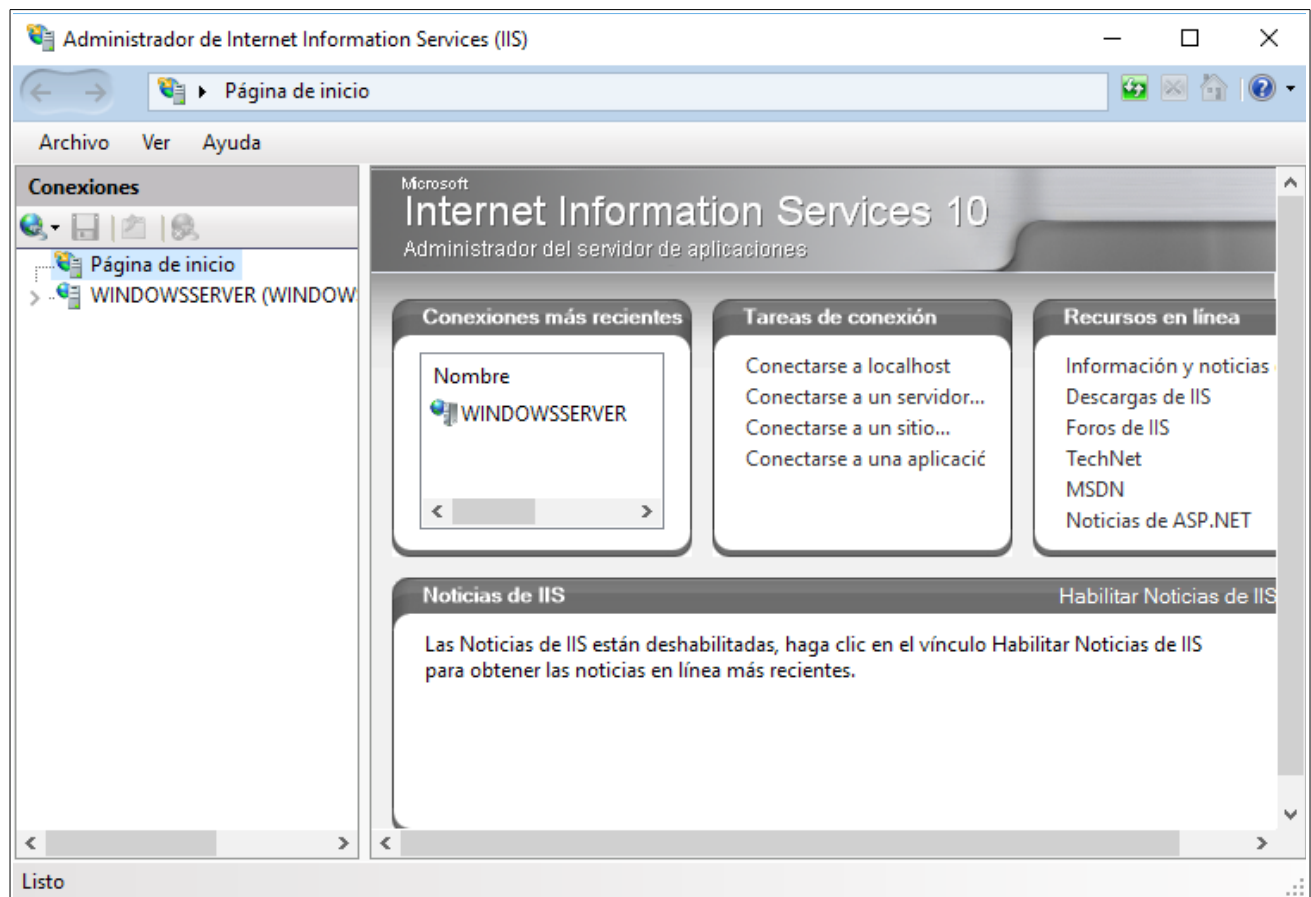 Administrador de Internet Information Services (IIS)
Página de inicio
Archivo Ver Ayuda
Conexiones
Página de inicio
WINDOWSSERVER (WINDOW
Microsoft
Internet Information Services 10
Administrador del servidor de aplicaciones
Conexiones más recientes
Nombre
WINDOWSSERVER
Tareas de conexión
Conectarse a localhost
Conectarse a un servidor...
Conectarse a un sitio...
Conectarse a una aplicació
Recursos en línea
Información y noticias
Descargas de IIS
Foros de IIS
TechNet
MSDN
Noticias de ASP.NET
Noticias de IIS
Habilitar Noticias de IIS
Las Noticias de IIS están deshabilitadas, haga clic en el vínculo Habilitar Noticias de IIS
para obtener las noticias en línea más recientes.
Listo